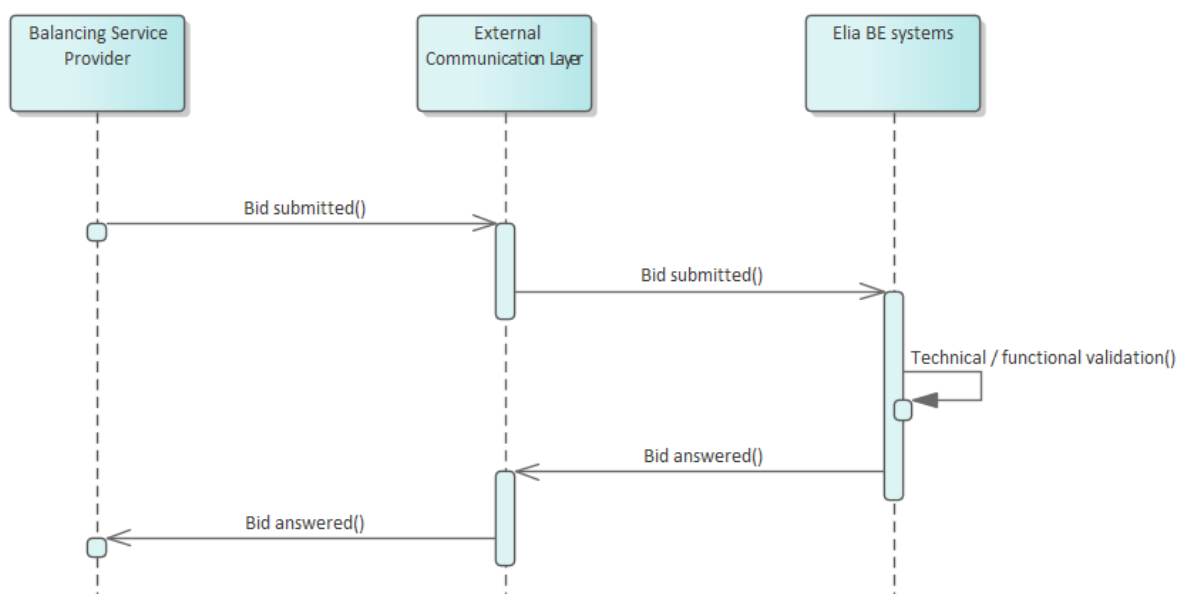 Balancing Service
Provider
External
Communication Layer
Elia BE systems
Bid submitted()
Bid submitted()
Technical / functional validation()
Bid answered()
Bid answered()